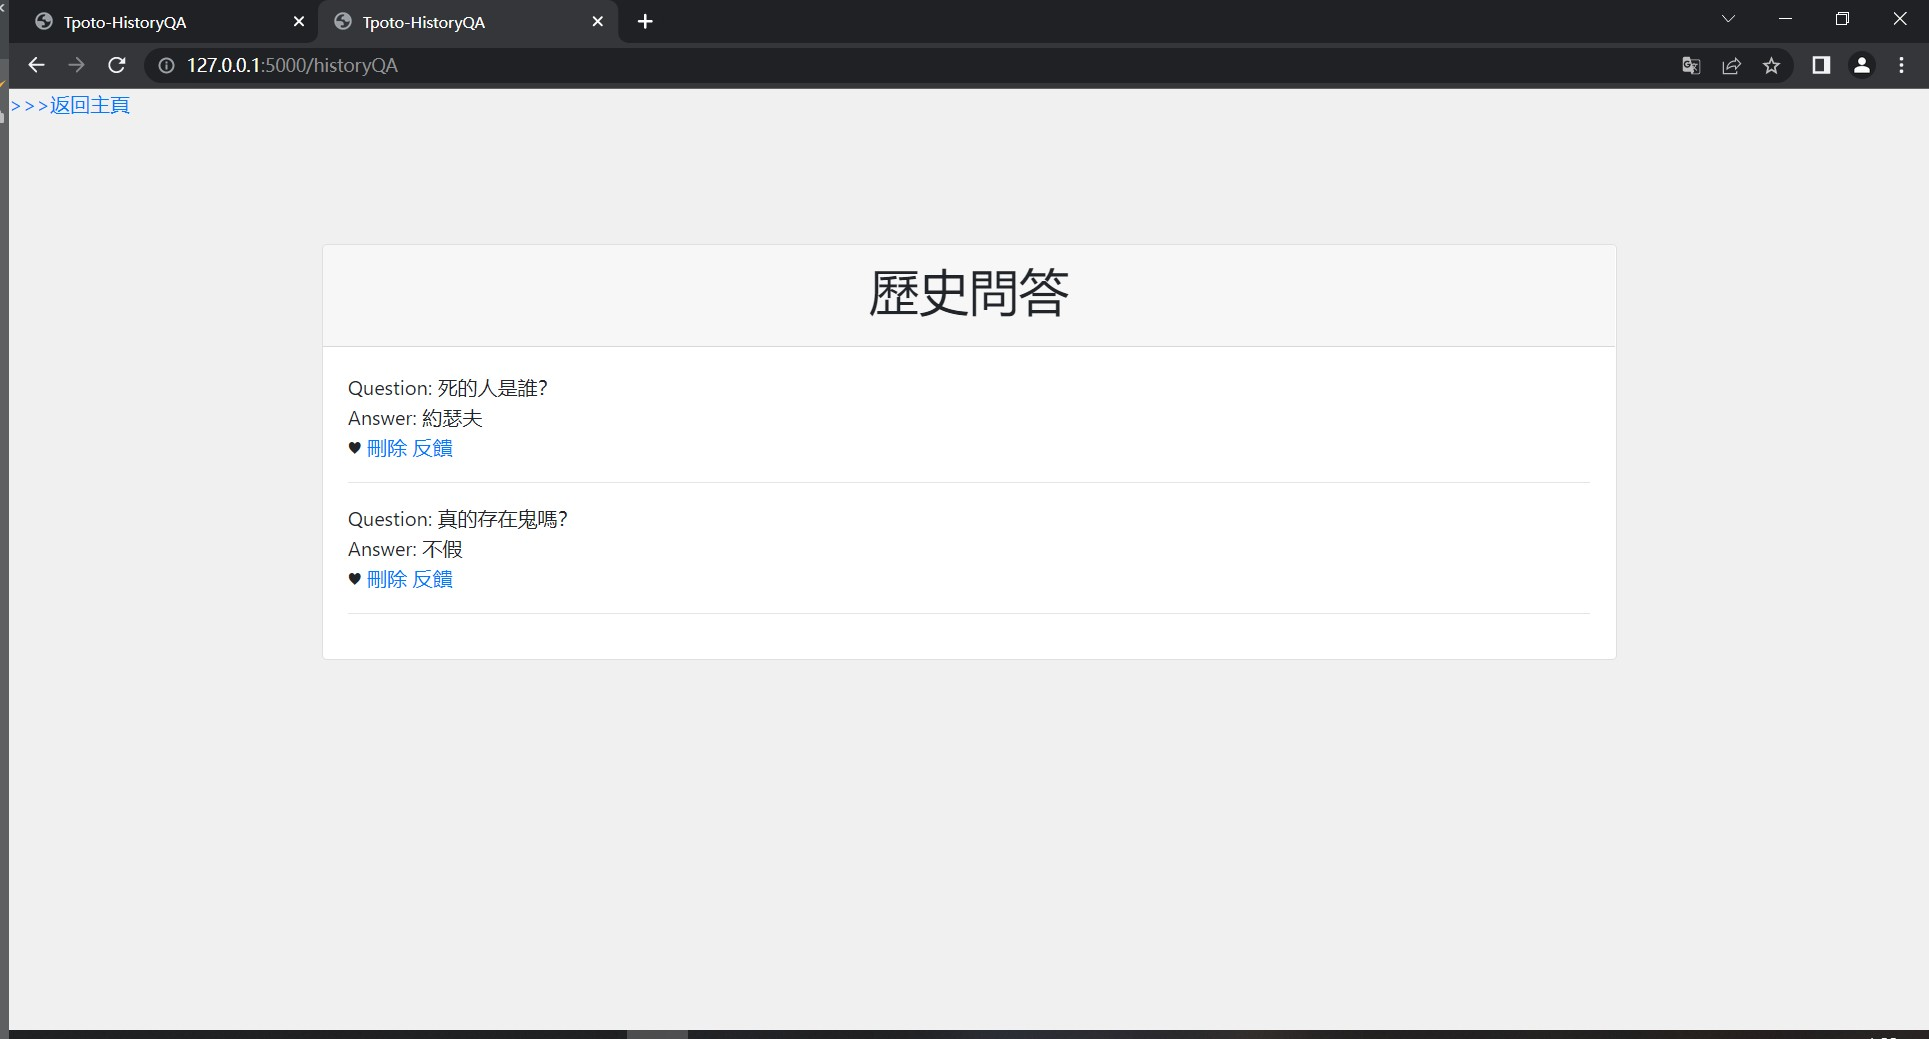 Tpoto-HistoryQA
Tpoto-HistoryQA
127.0.0.1:5000/historyQA
>>>返回主頁
歷史問答
Question: 死的人是誰?
Answer: 約瑟夫
♥ 刪除 反饋
Question: 真的存在鬼嗎?
Answer: 不假
♥ 刪除 反饋